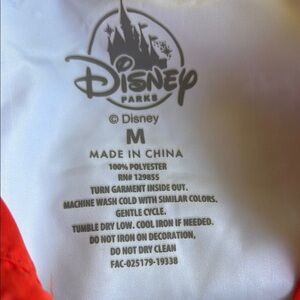 Disney
PARKS
© Disney
M
MADE IN CHINA
100% POLYESTER
RN# 129855
TURN GARMENT INSIDE OUT.
MACHINE WASH COLD WITH SIMILAR COLORS.
GENTLE CYCLE.
TUMBLE DRY LOW. COOL IRON IF NEEDED.
DO NOT IRON ON DECORATION,
DO NOT DRY CLEAN
FAC-025179-19338